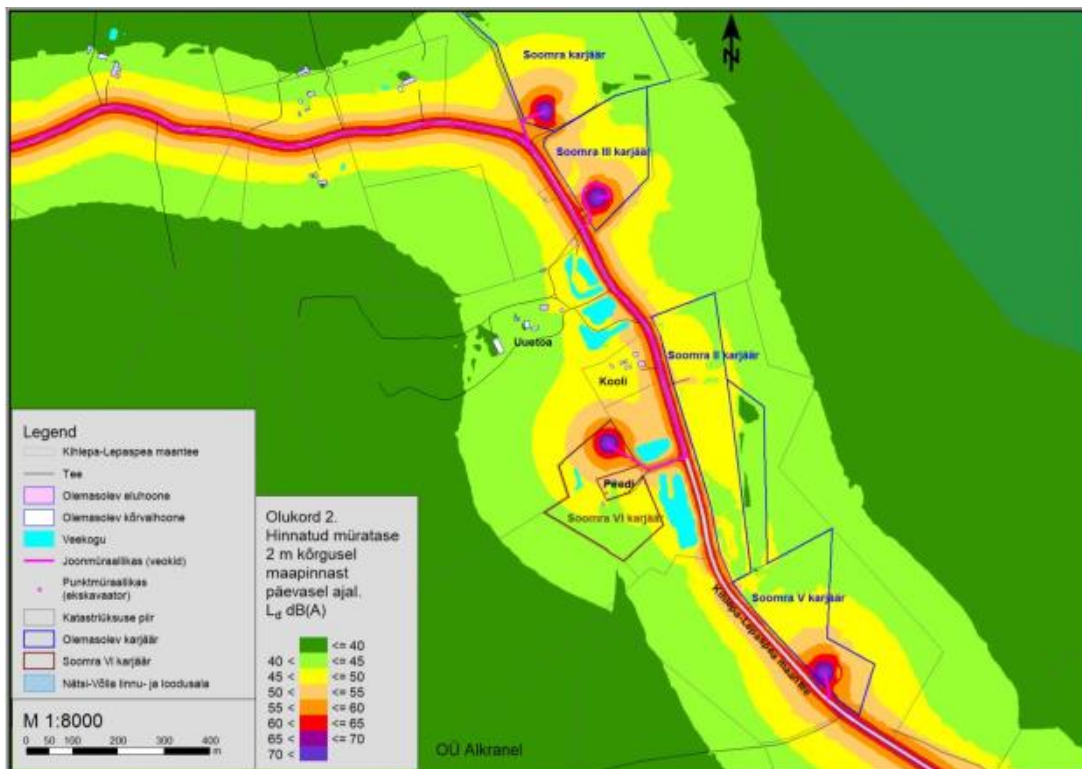 N
Soomra karjäär
Soomra III karjäär
Uuetoa
Soomra II karjäär
Kooli
Peedi
Soomra VI karjäär
Soomra V karjäär
Kihlepa-Lepaspea maantee
Legend
Kihlepa-Lepaspea maantee
Tee
Olemasolev eluhoone
Olemasolev kõrvalhoone
Veekogu
Joonmüraallikas (veokid)
Punktmüraallikas
(ekskavaator)
Katastriüksuse piir
Olemasolev karjäär
Soomra VI karjäär
Nätsi-Võlla linnu- ja loodusala
M 1:8000
0 50 100 200 300 400
m
Olukord 2.
Hinnatud müratase
2 m kõrgusel
maapinnast
päevasel ajal.
Ld dB(A)
<= 40
40 < <= 45
45 < <= 50
50 < <= 55
55 < <= 60
60 < <= 65
65 < <= 70
70 <
OÜ Alkranel